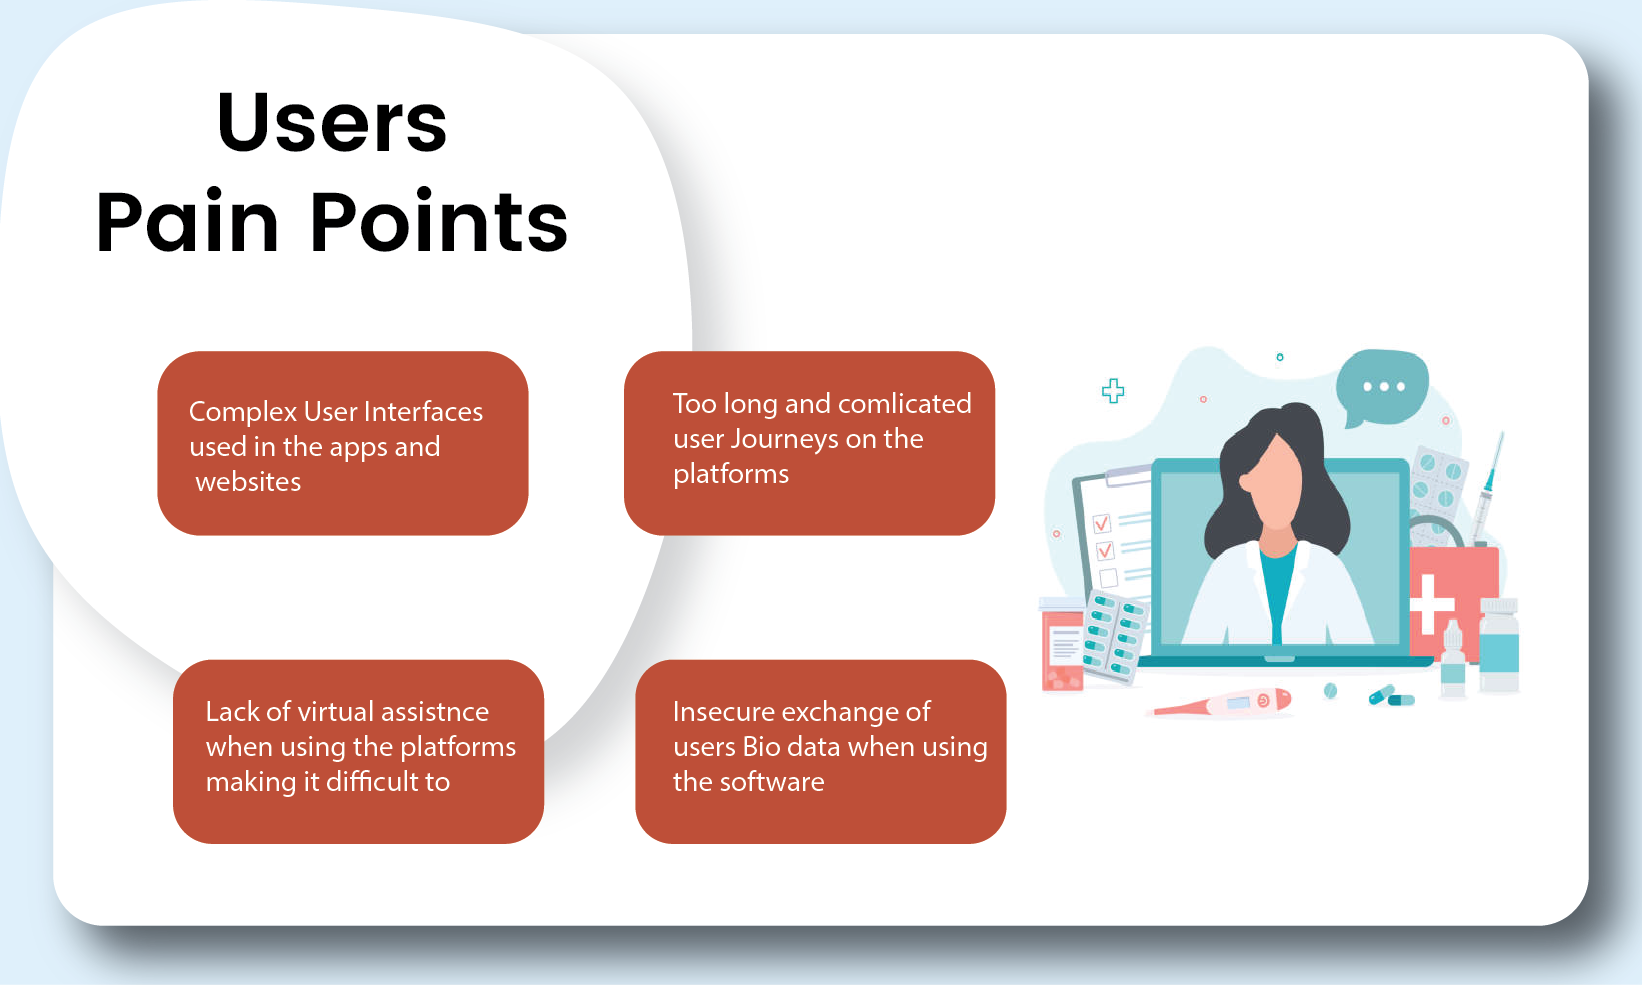 Users
Pain Points
Complex User Interfaces
used in the apps and
websites
Too long and comlicated
user Journeys on the
platforms
Lack of virtual assistnce
when using the platforms
making it difficult to
Insecure exchange of
users Bio data when using
the software